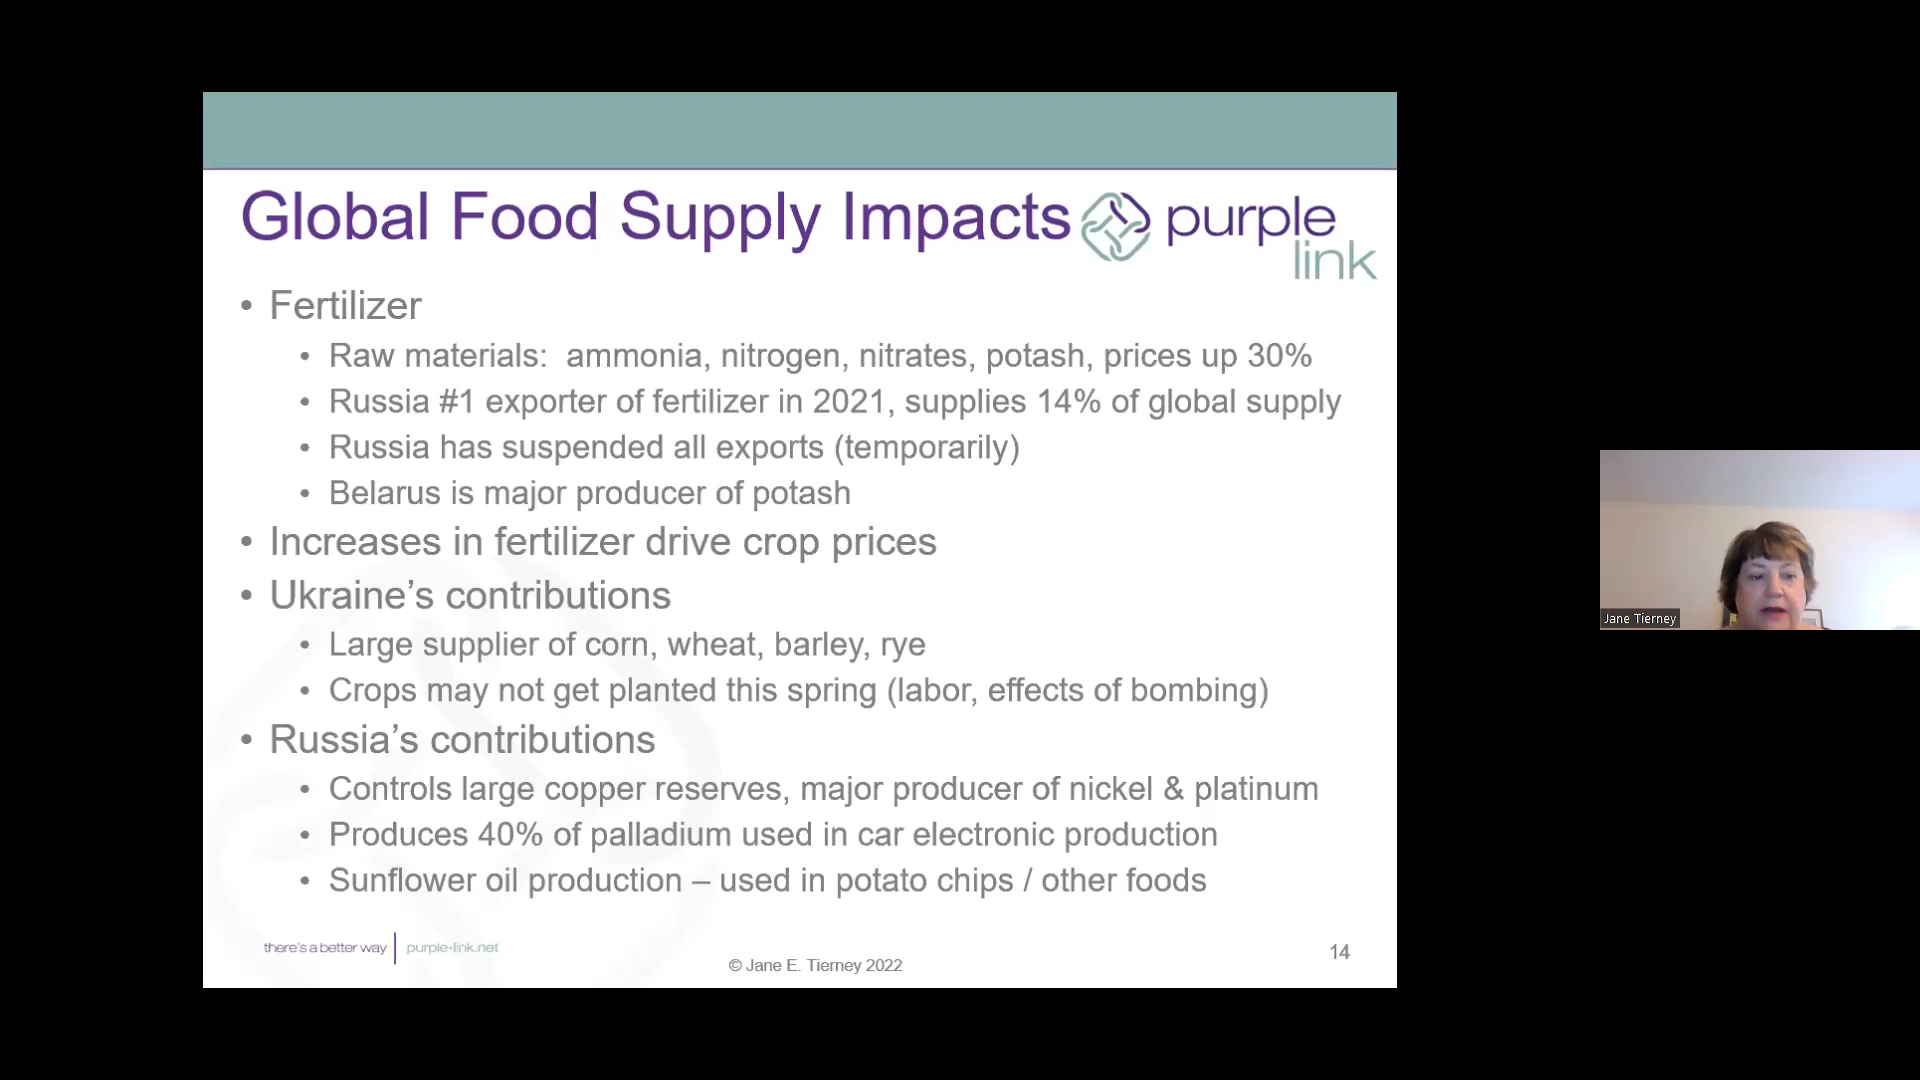 Global Food Supply Impacts
purple
link
• Fertilizer
• Raw materials:  ammonia, nitrogen, nitrates, potash, prices up 30%
• Russia #1 exporter of fertilizer in 2021, supplies 14% of global supply
• Russia has suspended all exports (temporarily)
• Belarus is major producer of potash
• Increases in fertilizer drive crop prices
• Ukraine’s contributions
• Large supplier of corn, wheat, barley, rye
• Crops may not get planted this spring (labor, effects of bombing)
• Russia’s contributions
• Controls large copper reserves, major producer of nickel & platinum
• Produces 40% of palladium used in car electronic production
• Sunflower oil production – used in potato chips / other foods
there's a better way | purple-link.net
© Jane E. Tierney 2022
14
Jane Tierney